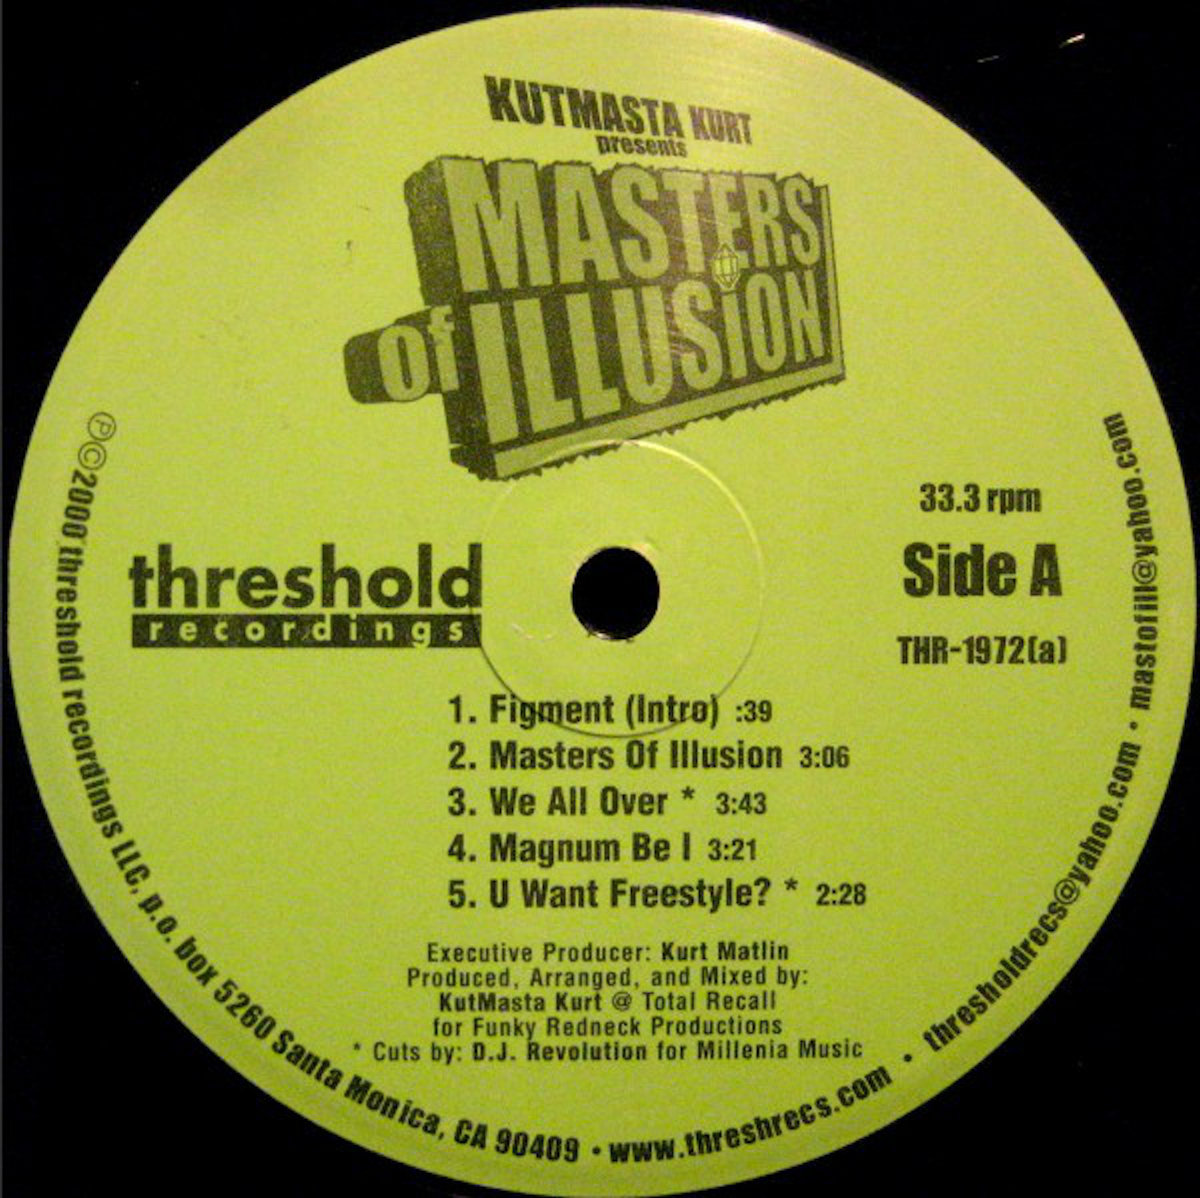 KUTMASTA KURT
presents
MASTERS
of ILLUSION
33.3 rpm
Side A
THR-1972(a)
threshold
recordings
1. Figment (Intro) :39
2. Masters Of Illusion 3:06
3. We All Over * 3:43
4. Magnum Be I 3:21
5. U Want Freestyle? * 2:28
Executive Producer: Kurt Matlin
Produced, Arranged, and Mixed by:
KutMasta Kurt @ Total Recall
for Funky Redneck Productions
* Cuts by: D.J. Revolution for Millenia Music
ⓅⒸ2000 threshold recordings LLC, p.o. box 5260 Santa Monica, CA 90409 • www.threshrecs.com • thresholdrecs@yahoo.com • mastofill@yahoo.com